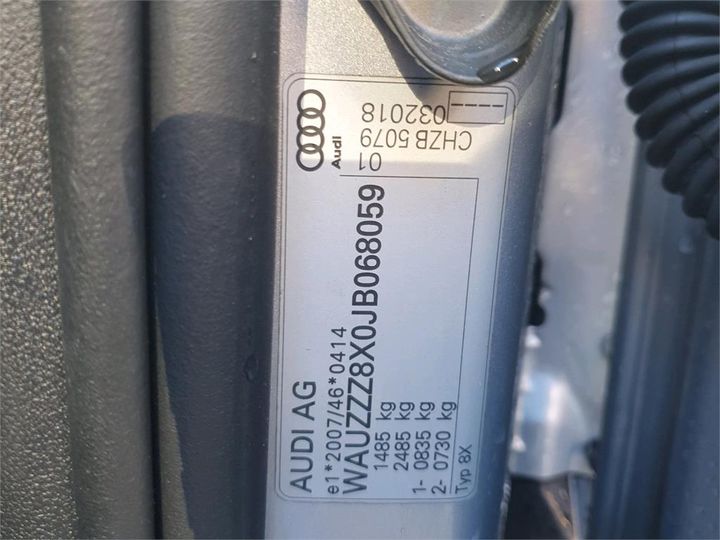 AUDI AG
e1*2007/46*0414
WAUZZZ8X0JB068059
1485 kg
2485 kg
1- 0835 kg
2- 0730 kg
Typ 8X
Audi
01
CHZB 5079
032018
----